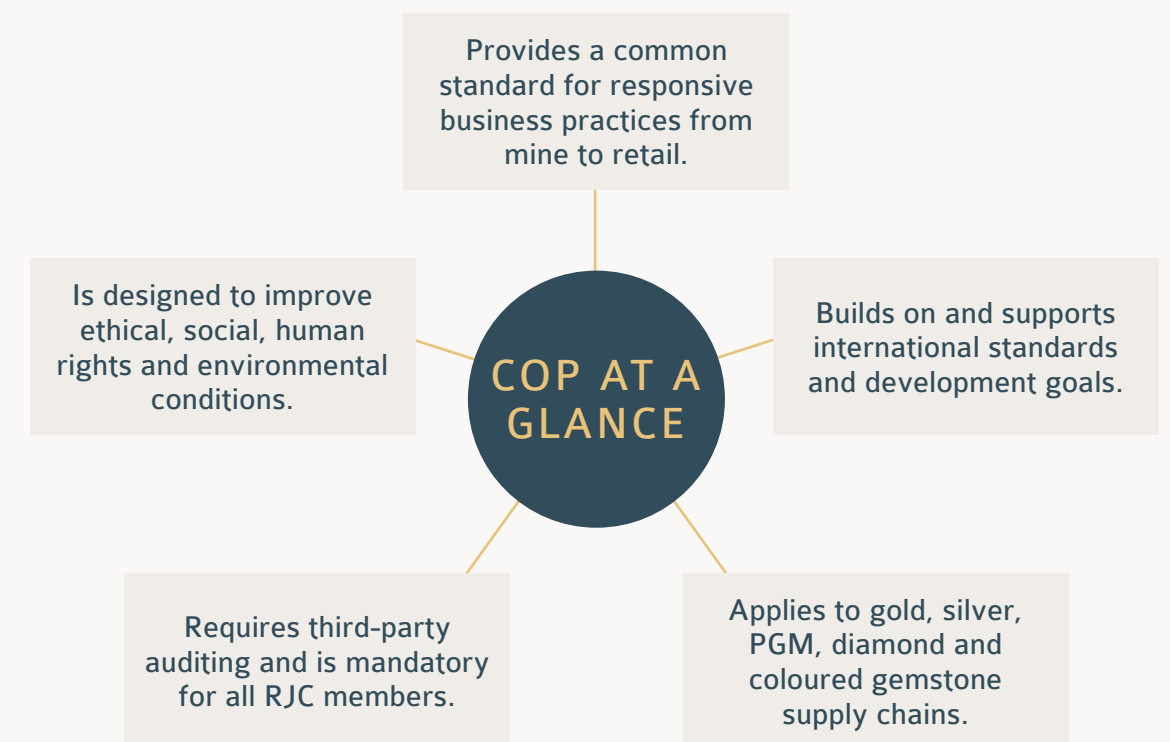 Provides a common
standard for responsive
business practices from
mine to retail.
Is designed to improve
ethical, social, human
rights and environmental
conditions.
COP AT A
GLANCE
Builds on and supports
international standards
and development goals.
Requires third-party
auditing and is mandatory
for all RJC members.
Applies to gold, silver,
PGM, diamond and
coloured gemstone
supply chains.